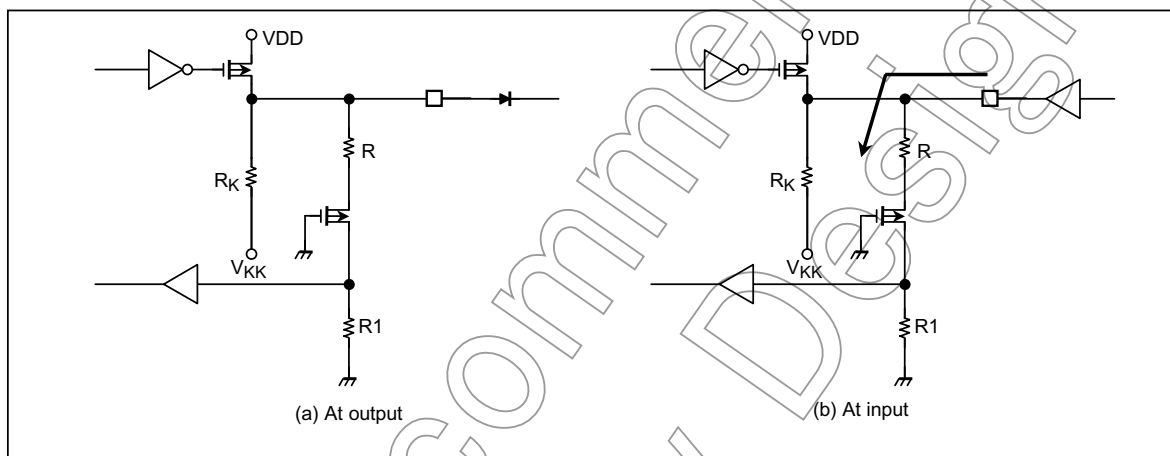 VDD
R
RK
VKK
R1
(a) At output
VDD
R
RK
VKK
R1
(b) At input